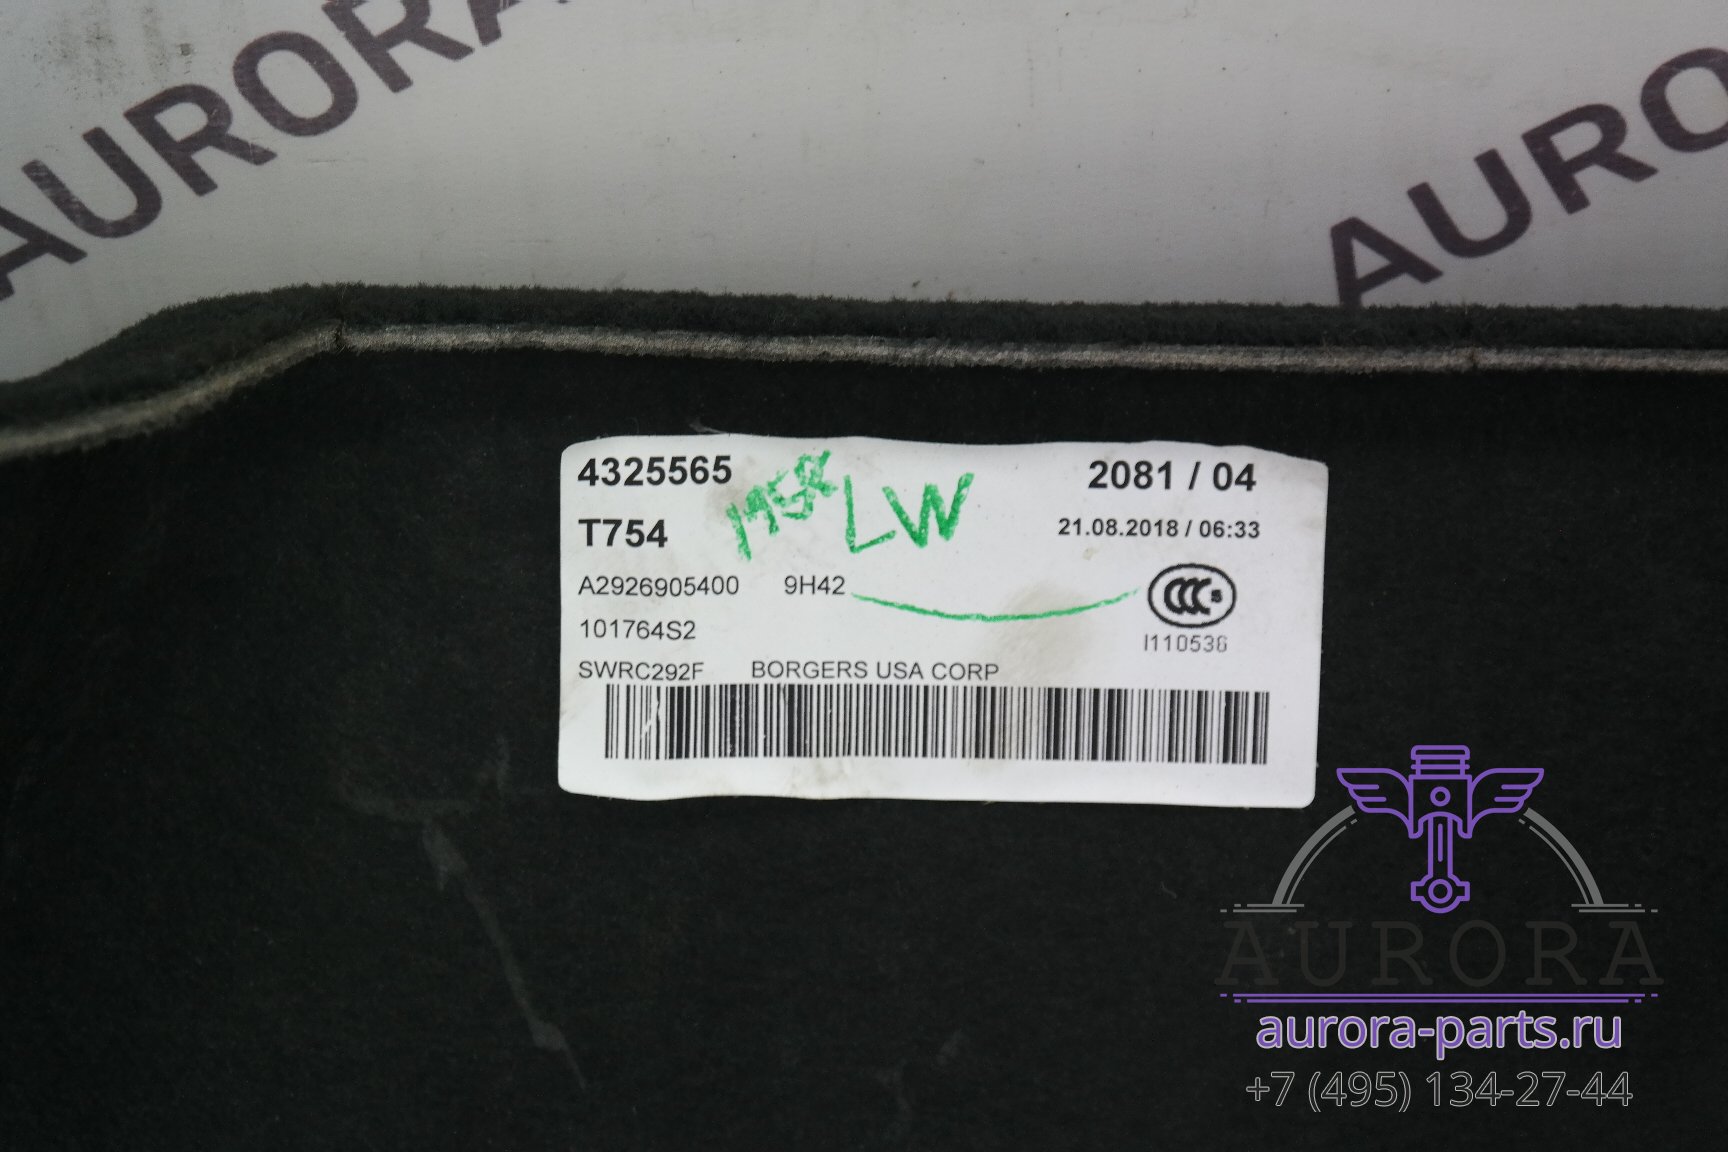 AURORA
AURO
4325565
2081 / 04
T754
LW
21.08.2018 / 06:33
A2926905400 9H42
CCC S
101764S2
I110536
SWRC292F BORGERS USA CORP
AURORA
aurora-parts.ru
+7 (495) 134-27-44